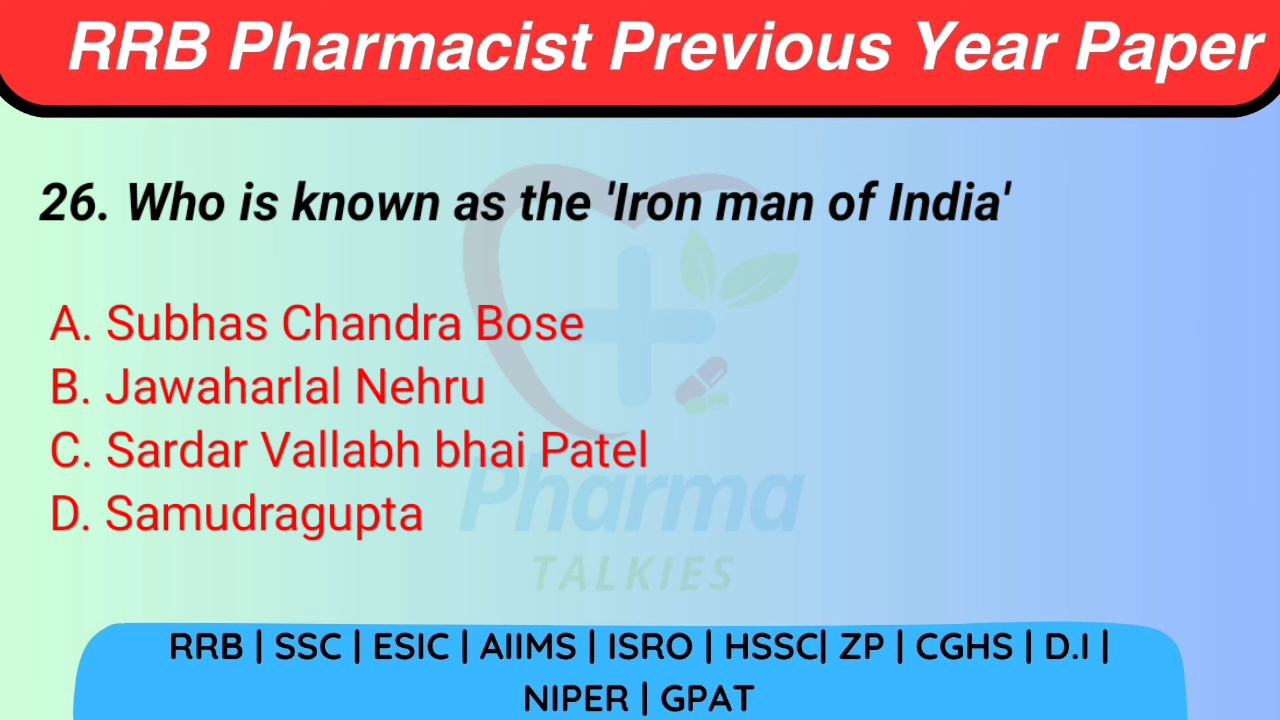 RRB Pharmacist Previous Year Paper
26. Who is known as the 'Iron man of India'
A. Subhas Chandra Bose
B. Jawaharlal Nehru
C. Sardar Vallabh bhai Patel
D. Samudragupta
Pharma
TALKIES
RRB | SSC | ESIC | AIIMS | ISRO | HSSC| ZP | CGHS | D.I |
NIPER | GPAT